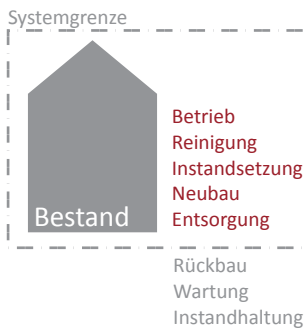 Systemgrenze
Betrieb
Reinigung
Instandsetzung
Neubau
Bestand
Entsorgung
Rückbau
Wartung
Instandhaltung